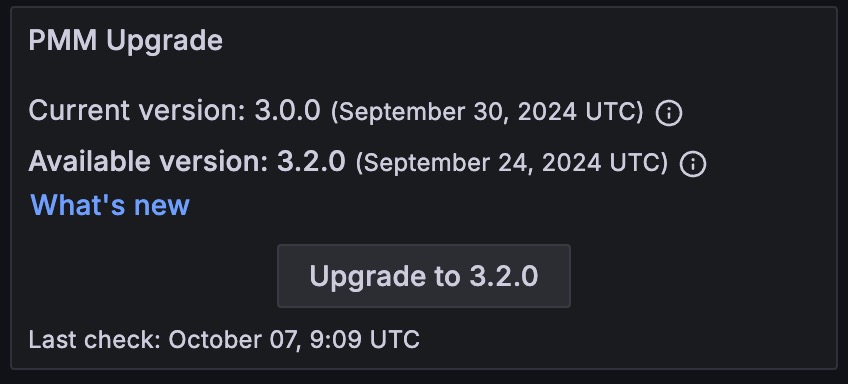 PMM Upgrade
Current version: 3.0.0 (September 30, 2024 UTC)
Available version: 3.2.0 (September 24, 2024 UTC)
What's new
Upgrade to 3.2.0
Last check: October 07, 9:09 UTC